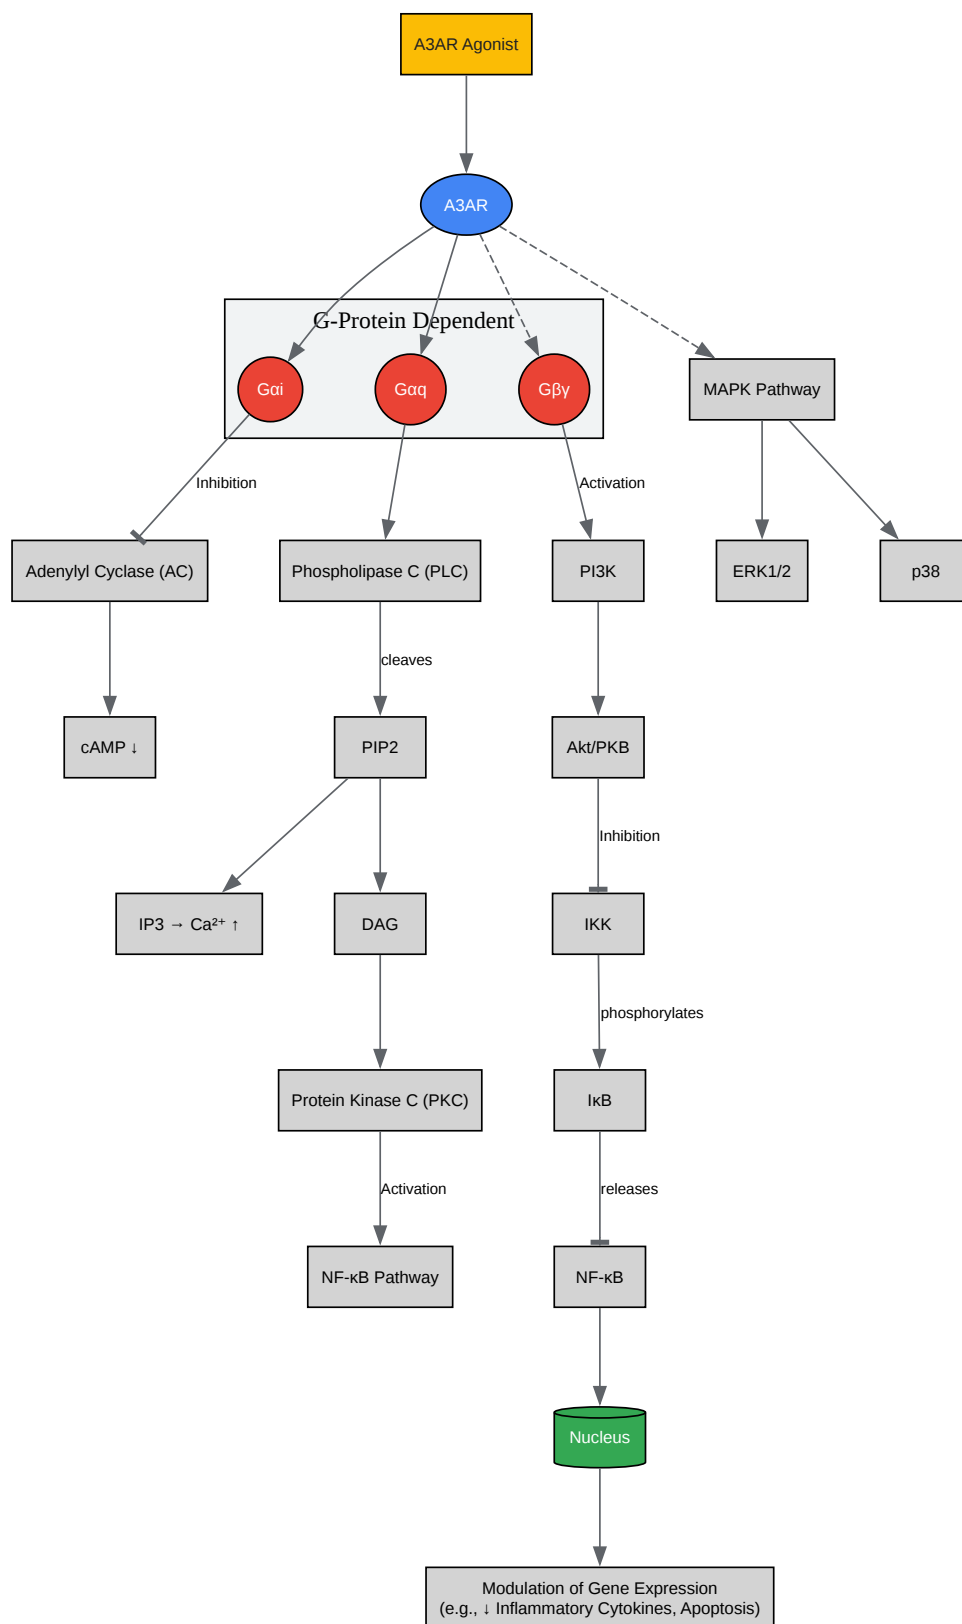 A3AR Agonist
A3AR
G-Protein Dependent
Gαi
Gαq
Gβγ
MAPK Pathway
Inhibition
Activation
Adenylyl Cyclase (AC)
Phospholipase C (PLC)
PI3K
ERK1/2
p38
cleaves
cAMP ↓
PIP2
Akt/PKB
Inhibition
IP3 → Ca²⁺ ↑
DAG
IKK
phosphorylates
Protein Kinase C (PKC)
IκB
Activation
releases
NF-κB Pathway
NF-κB
Nucleus
Modulation of Gene Expression
(e.g., ↓ Inflammatory Cytokines, Apoptosis)